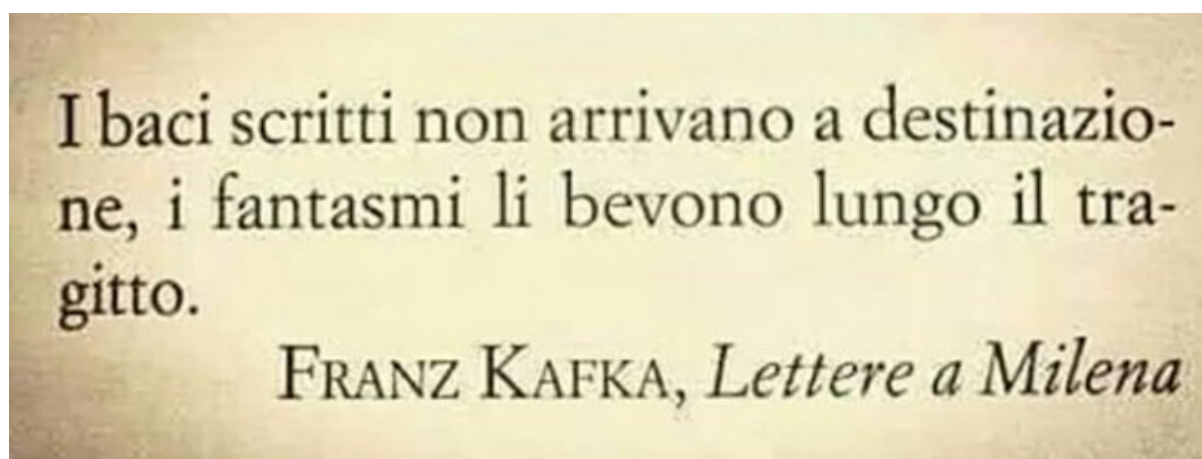 I baci scritti non arrivano a destinazio-
ne, i fantasmi li bevono lungo il tra-
gitto.
FRANZ KAFKA, Lettere a Milena